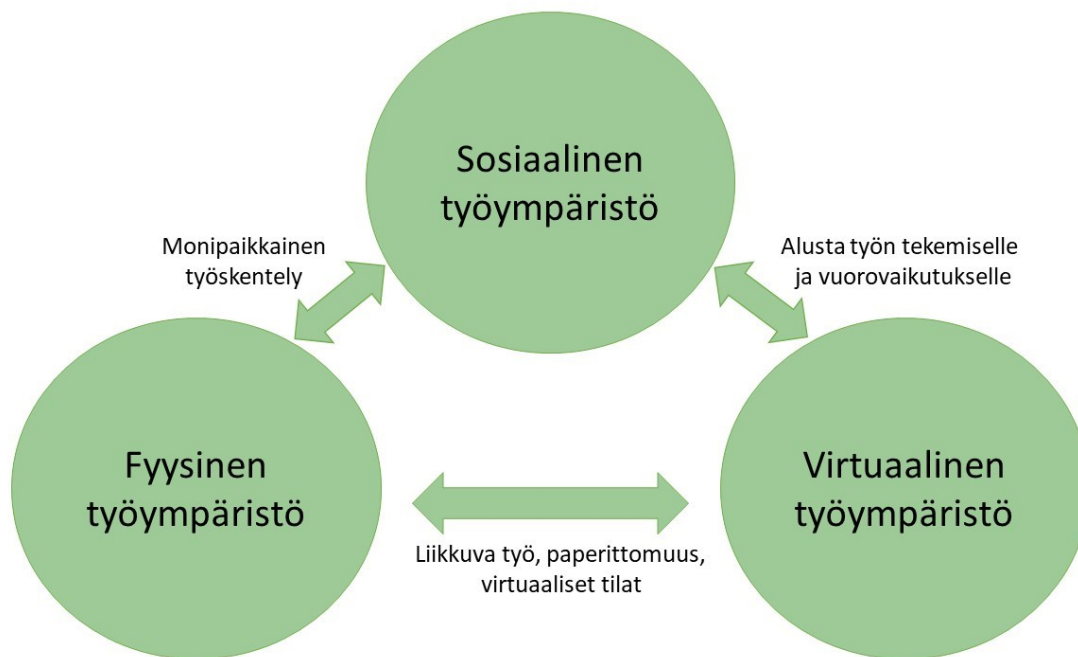 Sosiaalinen
työympäristö
Monipaikkainen
työskentely
Alusta työn tekemiselle
ja vuorovaikutukselle
Fyysinen
työympäristö
Virtuaalinen
työympäristö
Liikkuva työ, paperittomuus,
virtuaaliset tilat